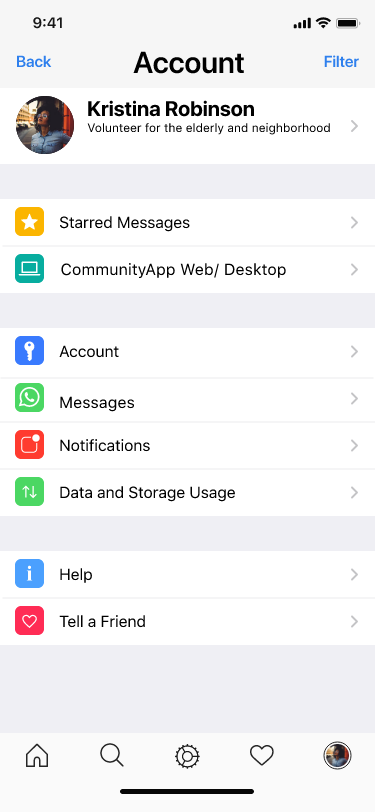 9:41
Back
Account
Filter
Kristina Robinson
Volunteer for the elderly and neighborhood
Starred Messages
CommunityApp Web/ Desktop
Account
Messages
Notifications
Data and Storage Usage
Help
Tell a Friend